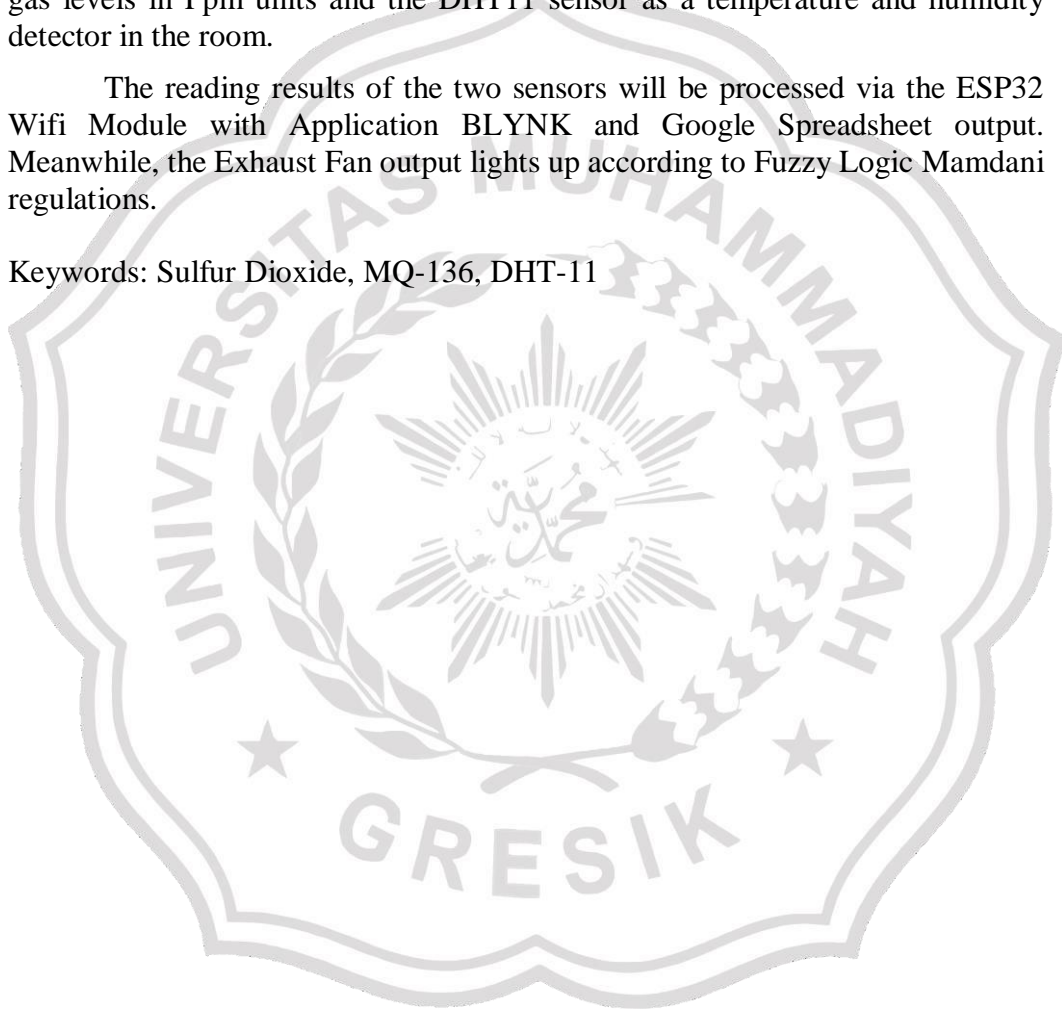 gas levels in Ppm units and the DHT11 sensor as a temperature and humidity
detector in the room.
The reading results of the two sensors will be processed via the ESP32
Wifi Module with Application BLYNK and Google Spreadsheet output.
Meanwhile, the Exhaust Fan output lights up according to Fuzzy Logic Mamdani
regulations.
Keywords: Sulfur Dioxide, MQ-136, DHT-11
UNIVERSITAS MUHAMMADIYAH
محمد
GRESIK